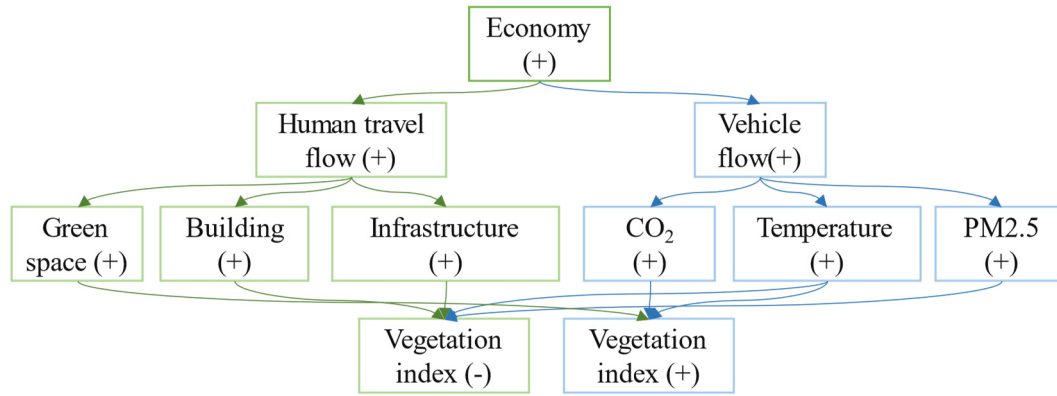 Economy
(+)
Human travel
flow (+)
Vehicle
flow(+)
Green
space (+)
Building
(+)
Infrastructure
(+)
CO₂
(+)
Temperature
(+)
PM2.5
(+)
Vegetation
index (-)
Vegetation
index (+)